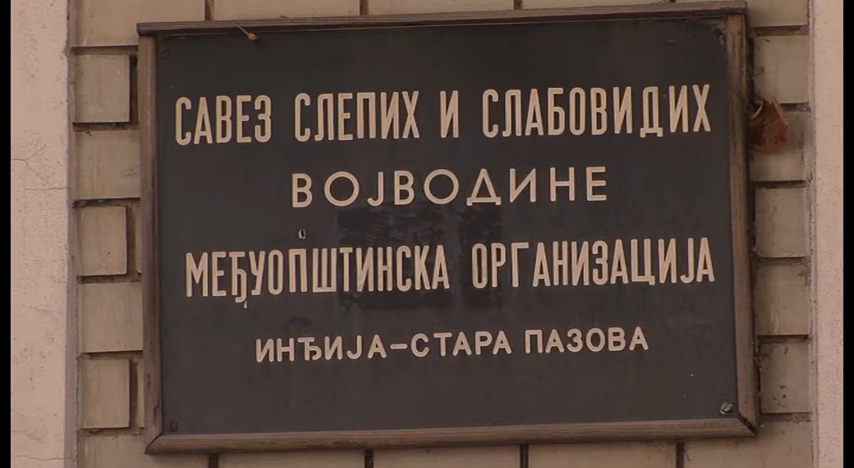 САВЕЗ СЛЕПИХ И СЛАБОВИДИХ
ВОЈВОДИНЕ
МЕЂУОПШТИНСКА ОРГАНИЗАЦИЈА
ИНЂИЈА-СТАРА ПАЗОВА